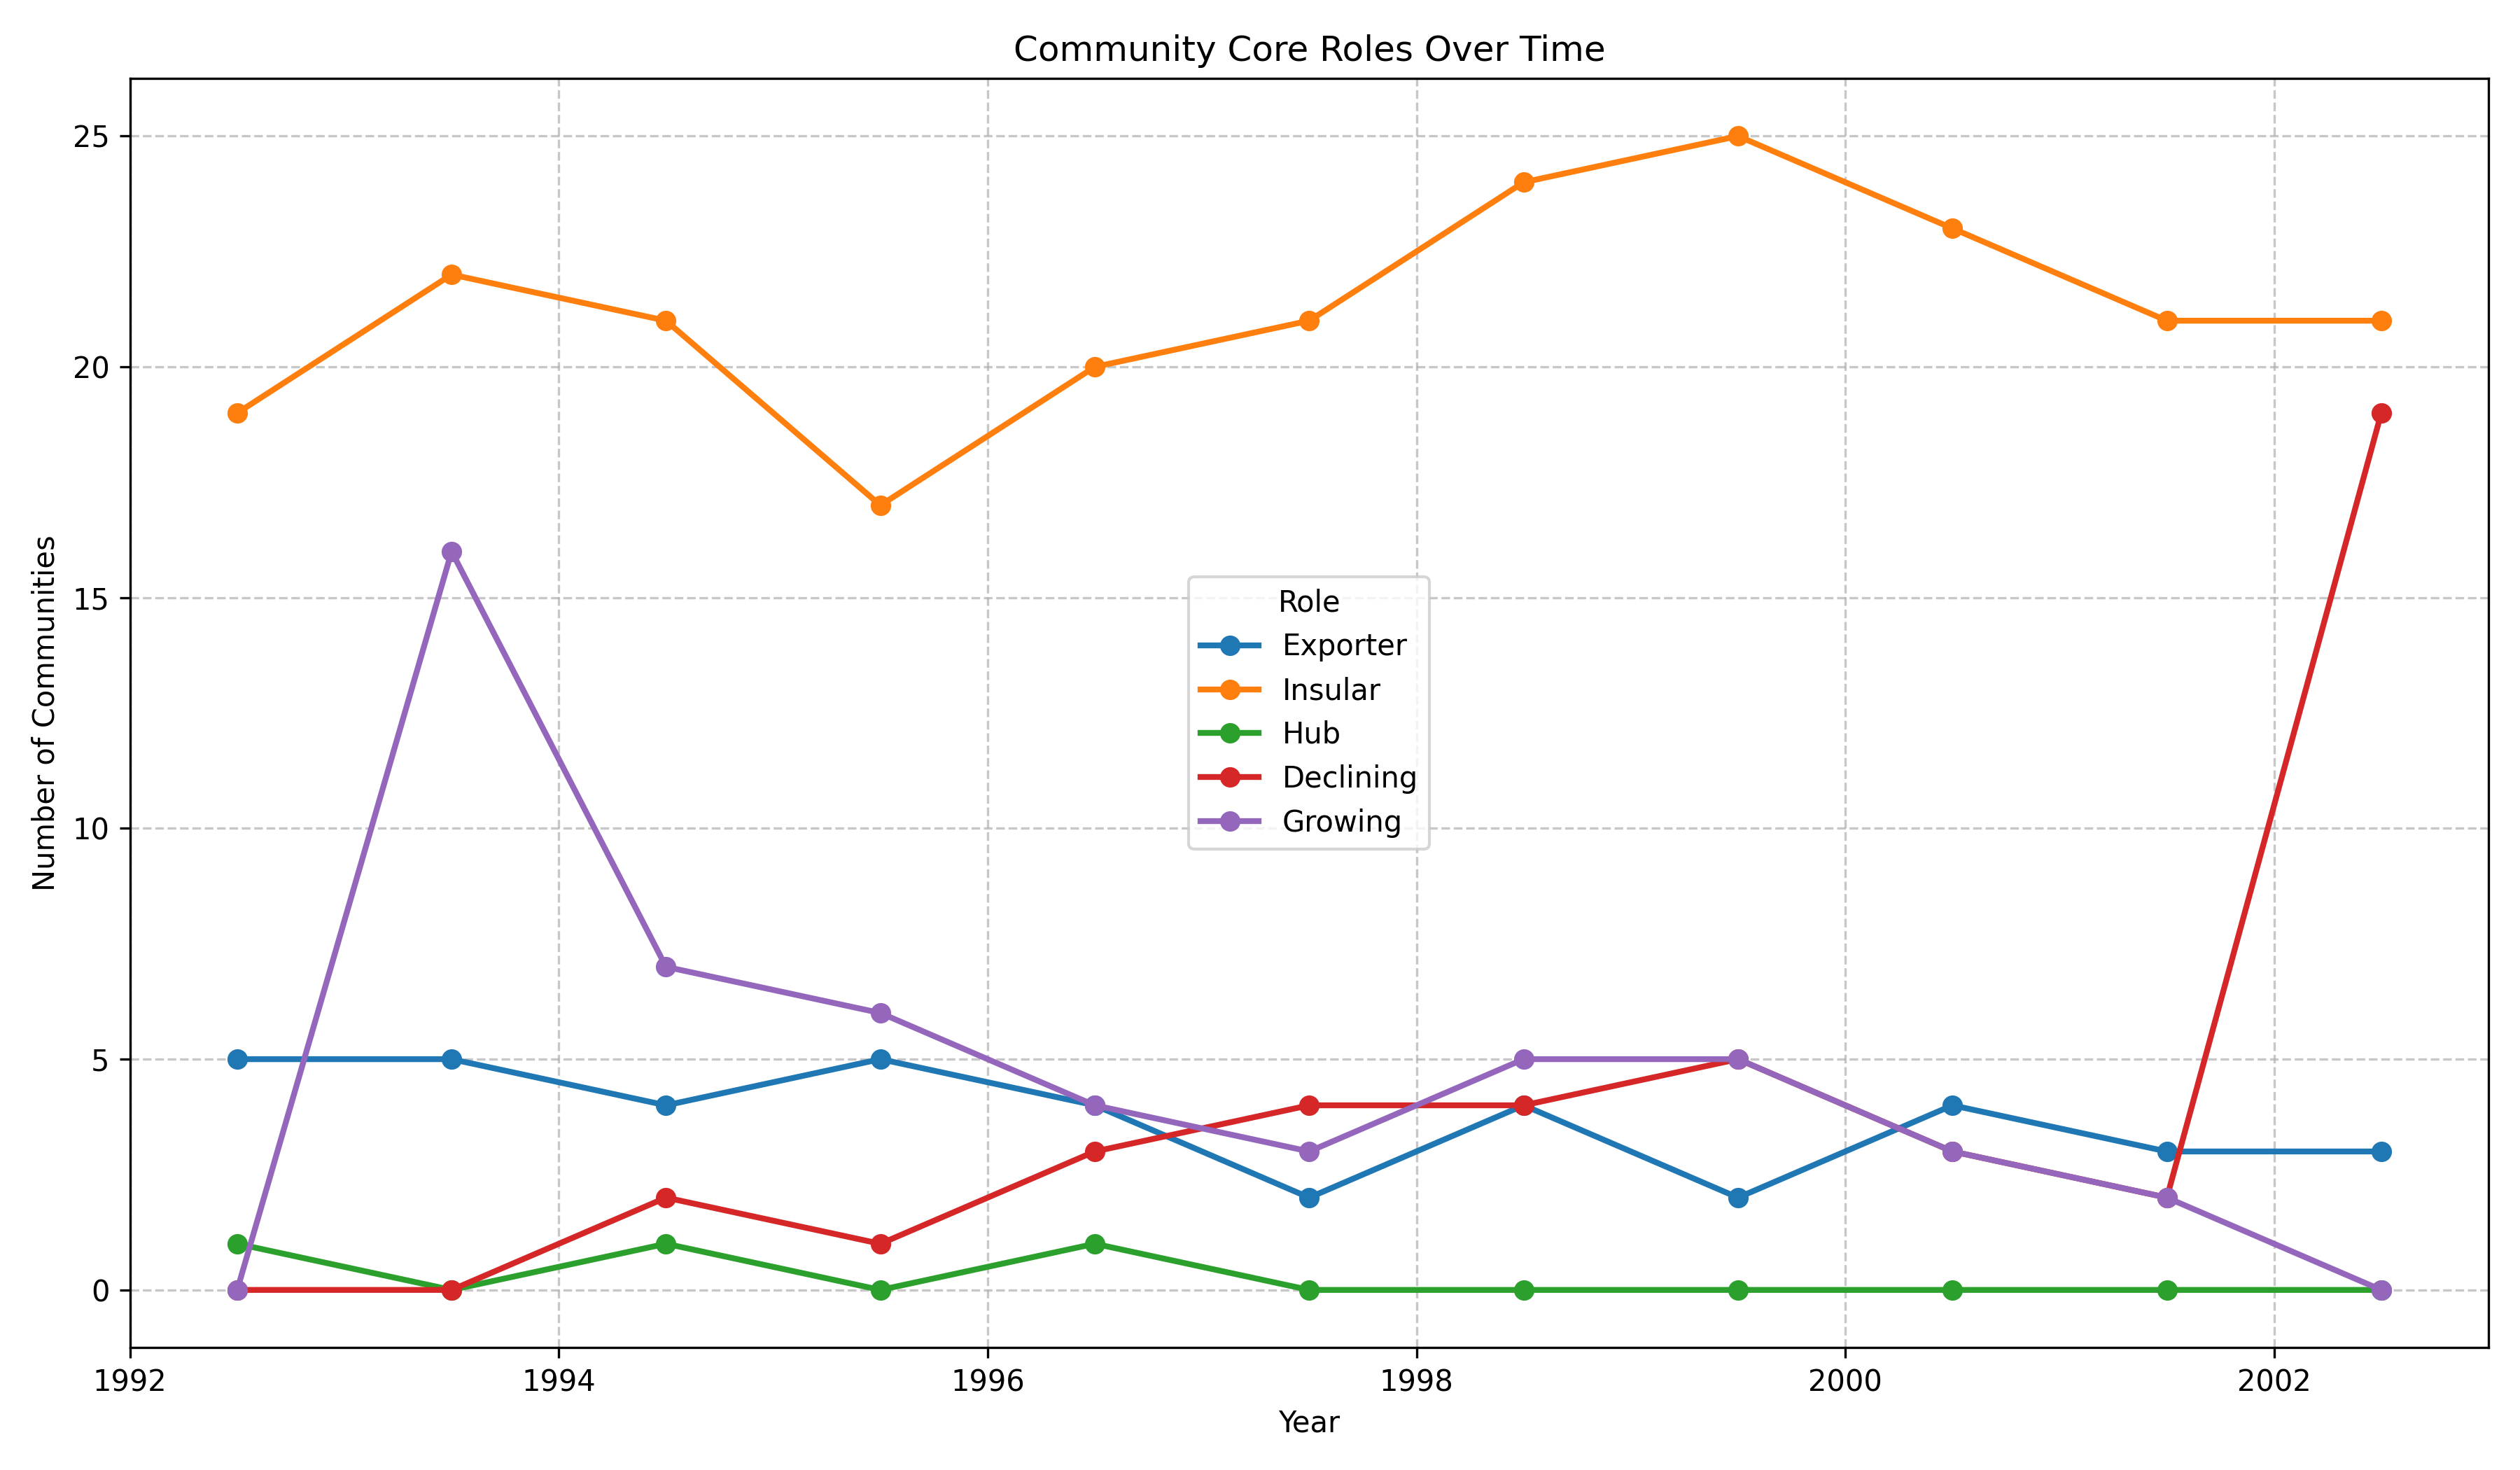 Community Core Roles Over Time
Number of Communities
25
20
15
10
5
0
Role
Exporter
Insular
Hub
Declining
Growing
1992
1994
1996
1998
2000
2002
Year